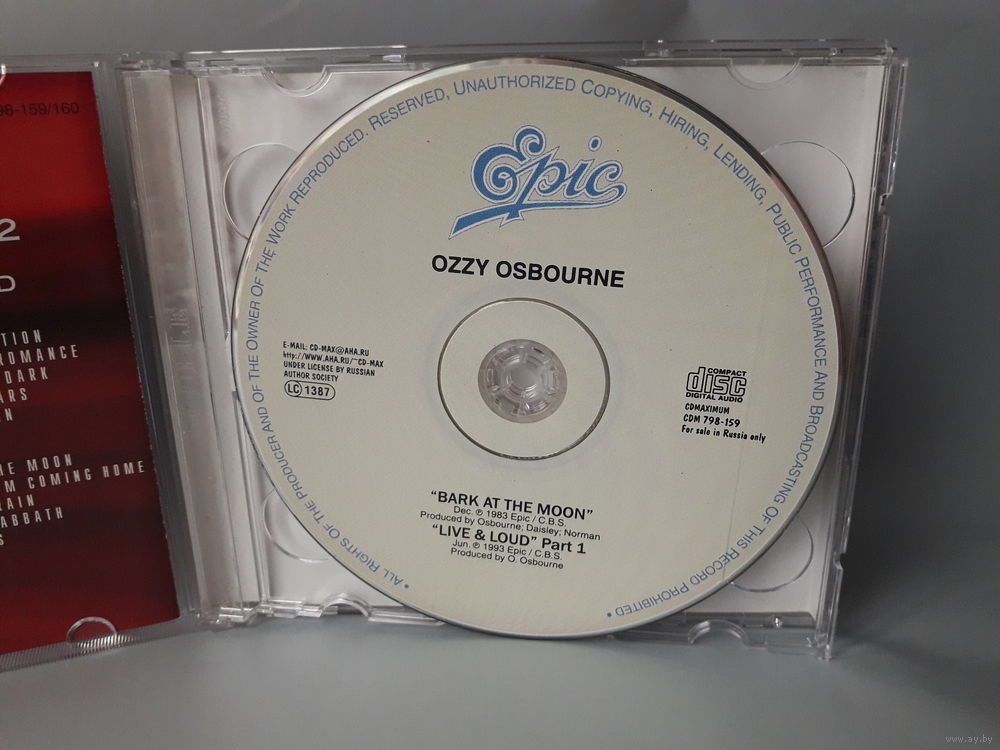 98-159/160
2
D
TION
ROMANCE
DARK
ARS
N
HE MOON
M COMING HOME
AIN
ABBATH
S
• ALL RIGHTS OF THE PRODUCER AND OF THE OWNER OF THE WORK REPRODUCED. RESERVED, UNAUTHORIZED COPYING, HIRING, LENDING, PUBLIC PERFORMANCE AND BROADCASTING OF THIS RECORD PROHIBITED •
Epic
OZZY OSBOURNE
E-MAIL: CD-MAX@AHA.RU
http://WWW.AHA.RU/~CD-MAX
UNDER LICENSE BY RUSSIAN
AUTHOR SOCIETY
LC 1387
COMPACT
disc
DIGITAL AUDIO
CDMAXIMUM
CDM 798-159
For sale in Russia only
"BARK AT THE MOON"
Dec. ℗ 1983 Epic / C.B.S.
Produced by Osbourne; Daisley; Norman
"LIVE & LOUD" Part 1
Jun. ℗ 1993 Epic / C.B.S.
Produced by O. Osbourne
www.ay.by